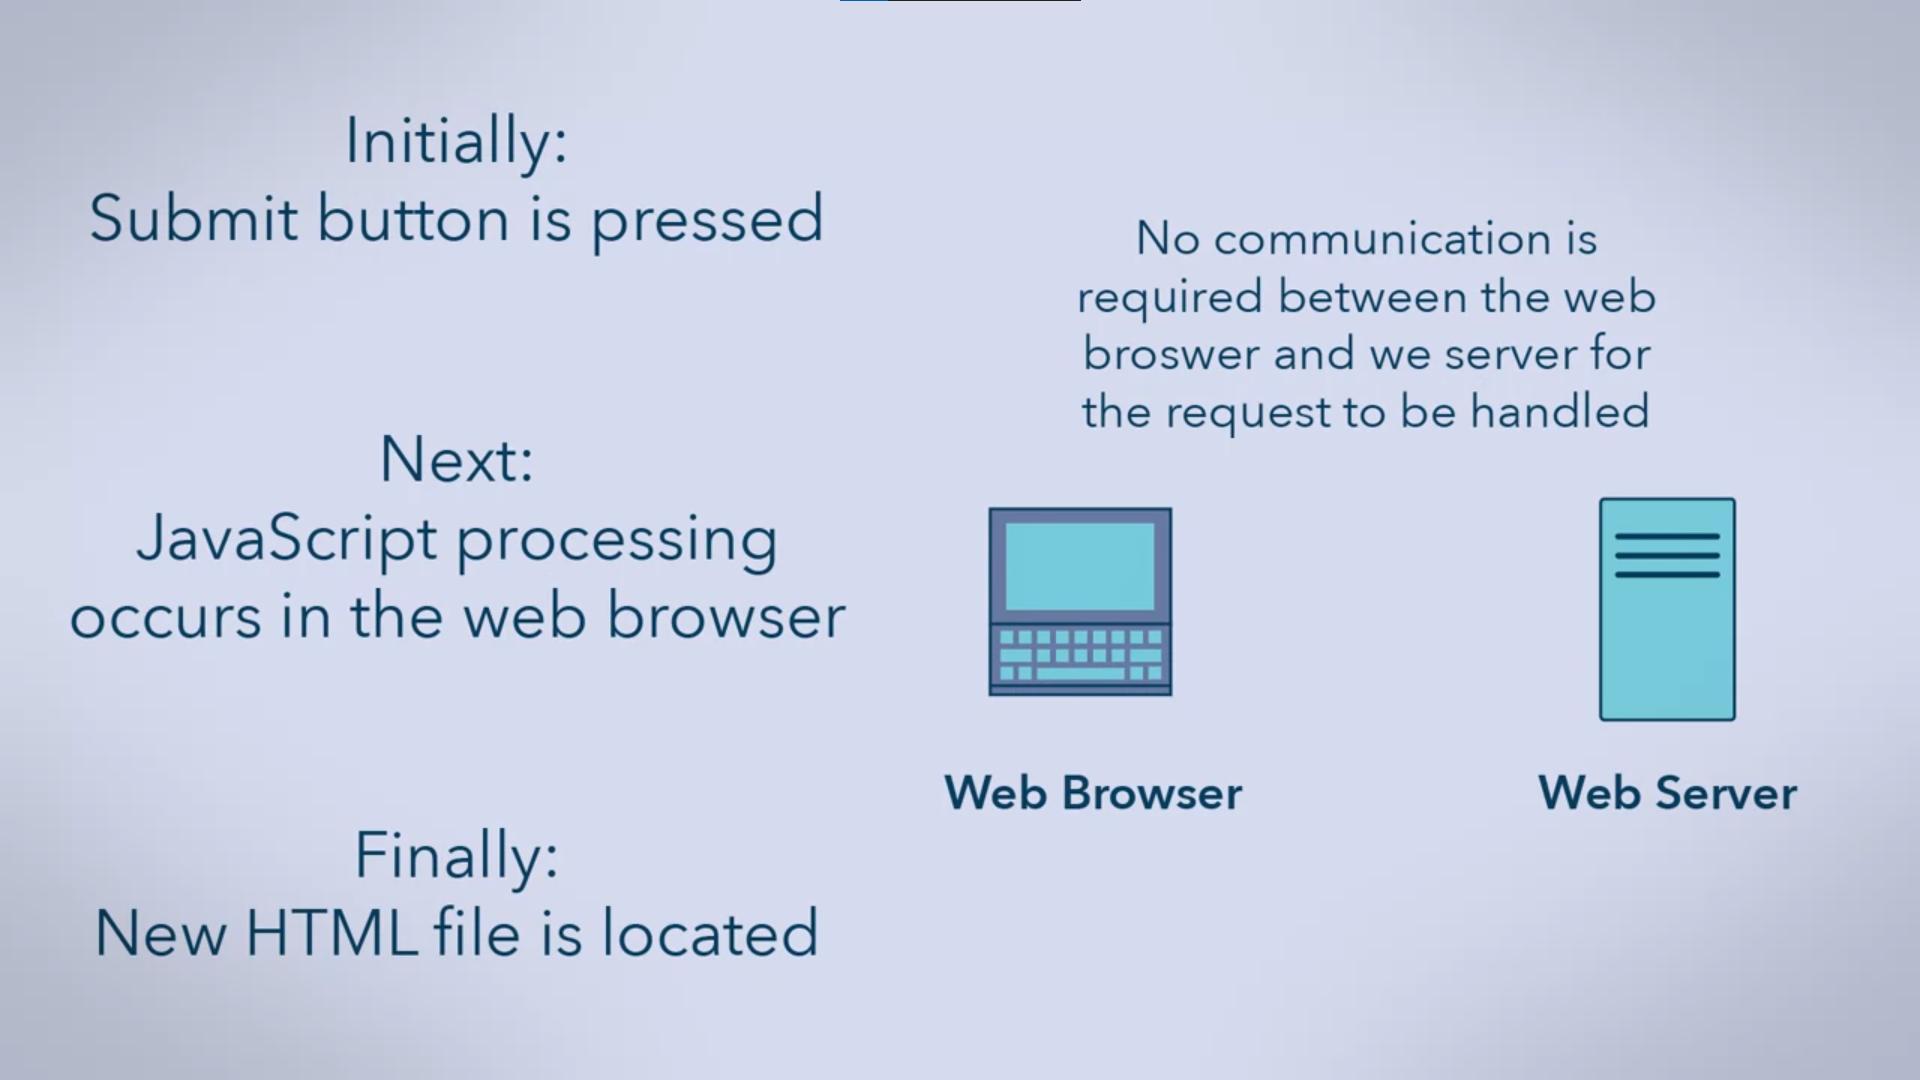 Initially:
Submit button is pressed
Next:
JavaScript processing
occurs in the web browser
Finally:
New HTML file is located
No communication is
required between the web
broswer and we server for
the request to be handled
Web Browser
Web Server